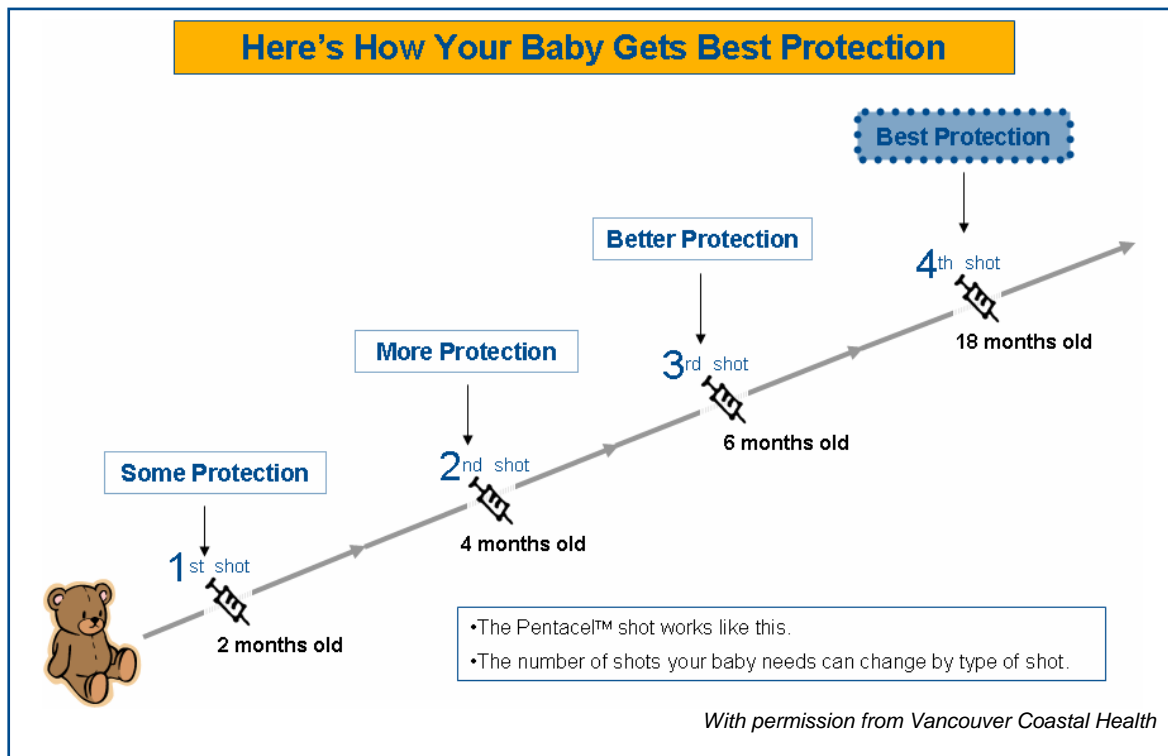 Here's How Your Baby Gets Best Protection
Best Protection
Better Protection
4th shot
18 months old
More Protection
3rd shot
6 months old
Some Protection
2nd shot
4 months old
1st shot
2 months old
•The Pentacel™ shot works like this.
•The number of shots your baby needs can change by type of shot.
With permission from Vancouver Coastal Health